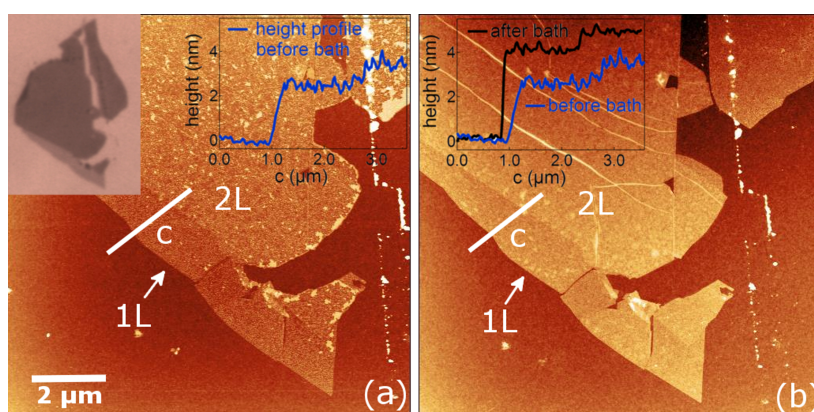 height profile
before bath
height (nm)
4
2
0
0.0 1.0 2.0 3.0
c (µm)
2L
c
1L
2 µm
(a)
after bath
before bath
height (nm)
4
2
0
0.0 1.0 2.0 3.0
c (µm)
2L
c
1L
(b)